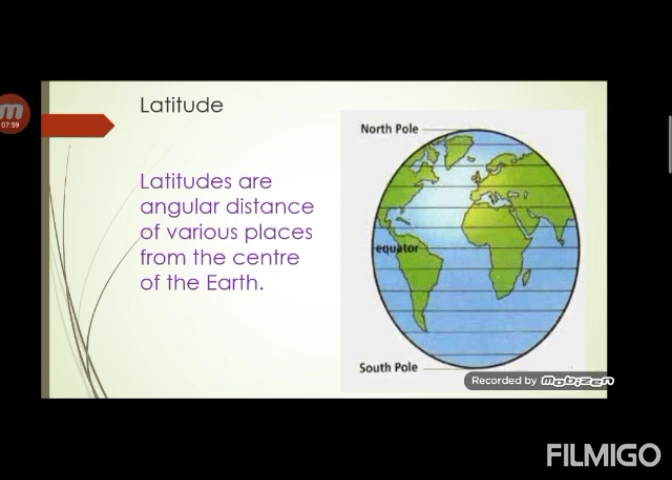 Latitude
North Pole
07:59
Latitudes are
angular distance
of various places
from the centre
of the Earth.
equator
South Pole
Recorded by mobizen
FILMIGO